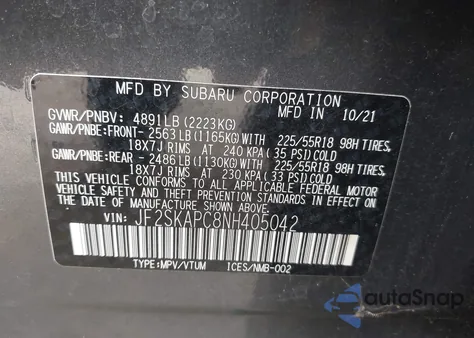 MFD BY SUBARU CORPORATION
GVWR/PNBV: 4891LB(2223KG) MFD IN 10/21
GAWR/PNBE:FRONT- 2563LB(1165KG)WITH 225/55R18 98H TIRES,
18X7J RIMS AT 240 KPA(35 PSI)COLD
GAWR/PNBE:REAR - 2486LB(1130KG)WITH 225/55R18 98H TIRES,
18X7J RIMS AT 230 KPA(33 PSI)COLD
THIS VEHICLE CONFORMS TO ALL APPLICABLE FEDERAL MOTOR
VEHICLE SAFETY, BUMPER, AND THEFT PREVENTION STANDARDS
IN EFFECT ON THE DATE OF MANUFACTURE SHOWN ABOVE.
VIN: JF2SKAPC8NH405042
TYPE:MPV/VTUM ICES/NMB-002
autoSnap